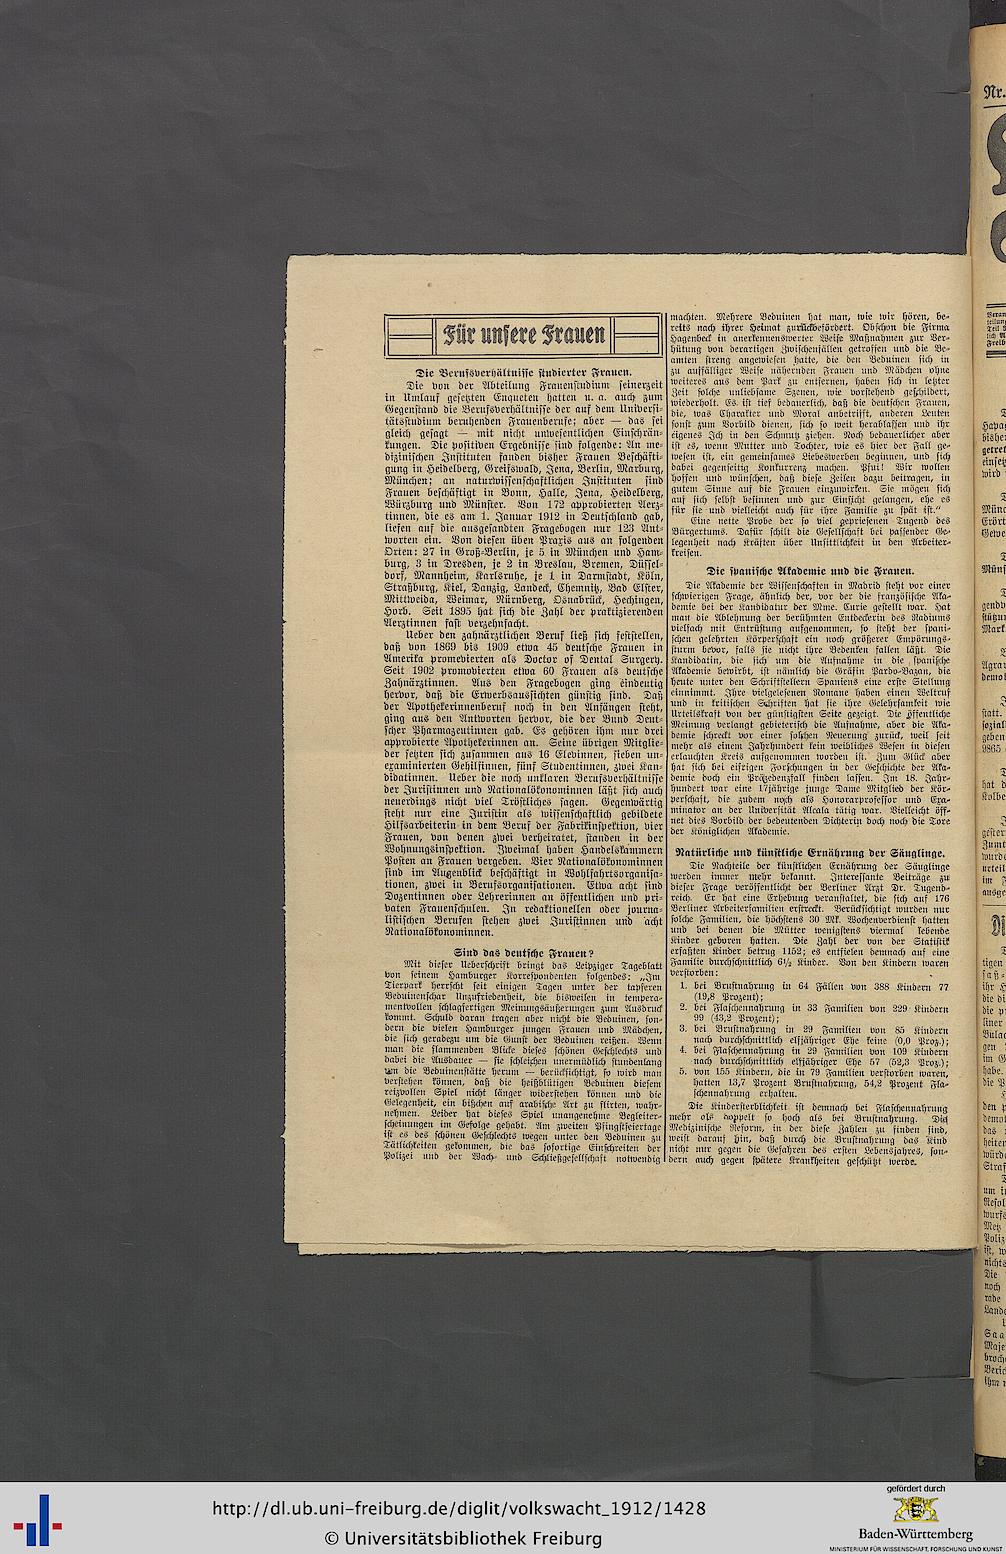 Für unsere Frauen
Die Berufsverhältnisse studierter Frauen.
Die von der Abteilung Frauenstudium seinerzeit
in Umlauf gesetzten Enqueten hatten u. a. auch zum
Gegenstand die Berufsverhältnisse der auf dem Universi-
tätsstudium beruhenden Frauenberufe; aber — das sei
gleich gesagt — mit nicht unwesentlichen Einschrän-
kungen. Die positiven Ergebnisse sind folgende: An me-
dizinischen Instituten fanden bisher Frauen Beschäfti-
gung in Heidelberg, Greifswald, Jena, Berlin, Marburg,
München; an naturwissenschaftlichen Instituten sind
Frauen beschäftigt in Bonn, Halle, Jena, Heidelberg,
Würzburg und Münster. Von 172 approbierten Aerz-
tinnen, die es am 1. Januar 1912 in Deutschland gab,
liefen auf die ausgesandten Fragebogen nur 123 Ant-
worten ein. Von diesen üben Praxis aus an folgenden
Orten: 27 in Groß-Berlin, je 5 in München und Ham-
burg, 3 in Dresden, je 2 in Breslau, Bremen, Düssel-
dorf, Mannheim, Karlsruhe, je 1 in Darmstadt, Köln,
Straßburg, Kiel, Danzig, Landeck, Chemnitz, Bad Elster,
Mittweida, Weimar, Nürnberg, Osnabrück, Hechingen,
Horb. Seit 1895 hat sich die Zahl der praktizierenden
Aerztinnen fast verzehnfacht.
Ueber den zahnärztlichen Beruf ließ sich feststellen,
daß von 1869 bis 1909 etwa 45 deutsche Frauen in
Amerika promovierten als Doctor of Dental Surgery.
Seit 1902 promovierten etwa 60 Frauen als deutsche
Zahnärztinnen. Aus den Fragebogen ging eindeutig
hervor, daß die Erwerbsaussichten günstig sind. Daß
der Apothekerinnenberuf noch in den Anfängen steht,
ging aus den Antworten hervor, die der Bund Deut-
scher Pharmazeutinnen gab. Es gehören ihm nur drei
approbierte Apothekerinnen an. Seine übrigen Mitglie-
der setzten sich zusammen aus 16 Elevinnen, sieben un-
examinierten Gehilfinnen, fünf Studentinnen, zwei Kan-
didatinnen. Ueber die noch unklaren Berufsverhältnisse
der Juristinnen und Nationalökonominnen läßt sich auch
neuerdings nicht viel Tröstliches sagen. Gegenwärtig
steht nur eine Juristin als wissenschaftlich gebildete
Hilfsarbeiterin in dem Beruf der Fabrikinspektion, vier
Frauen, von denen zwei verheiratet, standen in der
Wohnungsinspektion. Zweimal haben Handelskammern
Posten an Frauen vergeben. Vier Nationalökonominnen
sind im Augenblick beschäftigt in Wohlfahrtsorganisa-
tionen, zwei in Berufsorganisationen. Etwa acht sind
Dozentinnen oder Lehrerinnen an öffentlichen und pri-
vaten Frauenschulen. In redaktionellen oder journa-
listischen Berufen stehen zwei Juristinnen und acht
Nationalökonominnen.
Sind das deutsche Frauen?
Mit dieser Ueberschrift bringt das Leipziger Tageblatt
von seinem Hamburger Korrespondenten folgendes: „Im
Tierpark herrscht seit einigen Tagen unter der tapferen
Beduinenschar Unzufriedenheit, die bisweilen in tempera-
mentvollen schlagfertigen Meinungsäußerungen zum Ausdruck
kommt. Schuld daran tragen aber nicht die Beduinen, son-
dern die vielen Hamburger jungen Frauen und Mädchen,
die sich geradezu um die Gunst der Beduinen reißen. Wenn
man die flammenden Blicke dieses schönen Geschlechts und
dabei die Ausdauer — sie schleichen unermüdlich stundenlang
um die Beduinenstätte herum — berücksichtigt, so wird man
verstehen können, daß die heißblütigen Beduinen diesem
reizvollen Spiel nicht länger widerstehen können und die
Gelegenheit, ein bißchen auf arabische Art zu flirten, wahr-
nehmen. Leider hat dieses Spiel unangenehme Begleiter-
scheinungen im Gefolge gehabt. Am zweiten Pfingstfeiertage
ist es des schönen Geschlechts wegen unter den Beduinen zu
Tätlichkeiten gekommen, die das sofortige Einschreiten der
Polizei und der Wach- und Schließgesellschaft notwendig
machten. Mehrere Beduinen hat man, wie wir hören, be-
reits nach ihrer Heimat zurückbefördert. Obschon die Firma
Hagenbeck in anerkennenswerter Weise Maßnahmen zur Ver-
hütung von derartigen Zwischenfällen getroffen und die Be-
amten streng angewiesen hatte, die den Beduinen sich in
zu auffälliger Weise nähernden Frauen und Mädchen ohne
weiteres aus dem Park zu entfernen, haben sich in letzter
Zeit solche unliebsame Szenen, wie vorstehend geschildert,
wiederholt. Es ist tief bedauerlich, daß die deutschen Frauen,
die, was Charakter und Moral anbetrifft, anderen Leuten
sonst zum Vorbild dienen, sich so weit herablassen und ihr
eigenes Ich in den Schmutz ziehen. Noch bedauerlicher aber
ist es, wenn Mutter und Tochter, wie es hier der Fall ge-
wesen ist, ein gemeinsames Liebeswerben beginnen, und sich
dabei gegenseitig Konkurrenz machen. Pfui! Wir wollen
hoffen und wünschen, daß diese Zeilen dazu beitragen, in
gutem Sinne auf die Frauen einzuwirken. Sie mögen sich
auf sich selbst besinnen und zur Einsicht gelangen, ehe es
für sie und vielleicht auch für ihre Familie zu spät ist.“
Eine nette Probe der so viel gepriesenen Tugend des
Bürgertums. Dafür schilt die Gesellschaft bei passender Ge-
legenheit nach Kräften über Unsittlichkeit in den Arbeiter-
kreisen.
Die spanische Akademie und die Frauen.
Die Akademie der Wissenschaften in Madrid steht vor einer
schwierigen Frage, ähnlich der, vor der die französische Aka-
demie bei der Kandidatur der Mme. Curie gestellt war. Hat
man die Ablehnung der berühmten Entdeckerin des Radiums
vielfach mit Entrüstung aufgenommen, so steht der spani-
schen gelehrten Körperschaft ein noch größerer Empörungs-
sturm bevor, falls sie nicht ihre Bedenken fallen läßt. Die
Kandidatin, die sich um die Aufnahme in die spanische
Akademie bewirbt, ist nämlich die Gräfin Pardo-Bazan, die
heute unter den Schriftstellern Spaniens eine erste Stellung
einnimmt. Ihre vielgelesenen Romane haben einen Weltruf
und in kritischen Schriften hat sie ihre Gelehrsamkeit wie
Urteilskraft von der günstigsten Seite gezeigt. Die öffentliche
Meinung verlangt gebieterisch die Aufnahme, aber die Aka-
demie schreckt vor einer solchen Neuerung zurück, weil seit
mehr als einem Jahrhundert kein weibliches Wesen in diesen
erlauchten Kreis aufgenommen worden ist. Zum Glück aber
hat sich bei eifrigen Forschungen in der Geschichte der Aka-
demie doch ein Präzedenzfall finden lassen. Im 18. Jahr-
hundert war eine 17jährige junge Dame Mitglied der Kör-
perschaft, die zudem noch als Honorarprofessor und Exa-
minator an der Universität Alcala tätig war. Vielleicht öff-
net dies Vorbild der bedeutenden Dichterin doch noch die Tore
der Königlichen Akademie.
Natürliche und künstliche Ernährung der Säuglinge.
Die Nachteile der künstlichen Ernährung der Säuglinge
werden immer mehr bekannt. Interessante Beiträge zu
dieser Frage veröffentlicht der Berliner Arzt Dr. Tugend-
reich. Er hat eine Erhebung veranstaltet, die sich auf 176
Berliner Arbeiterfamilien erstreckt. Berücksichtigt wurden nur
solche Familien, die höchstens 30 Mk. Wochenverdienst hatten
und bei denen die Mütter wenigstens viermal lebende
Kinder geboren hatten. Die Zahl der von der Statistik
erfaßten Kinder betrug 1152; es entfielen demnach auf eine
Familie durchschnittlich 6½ Kinder. Von den Kindern waren
verstorben:
1. bei Brustnahrung in 64 Fällen von 388 Kindern 77
(19,8 Prozent);
2. bei Flaschennahrung in 33 Familien von 229 Kindern
99 (43,2 Prozent);
3. bei Brustnahrung in 29 Familien von 85 Kindern
nach durchschnittlich elfjähriger Ehe keine (0,0 Proz.);
4. bei Flaschennahrung in 29 Familien von 109 Kindern
nach durchschnittlich elfjähriger Ehe 57 (52,3 Proz.);
5. von 155 Kindern, die in 79 Familien verstorben waren,
hatten 13,7 Prozent Brustnahrung, 54,2 Prozent Fla-
schennahrung erhalten.
Die Kindersterblichkeit ist demnach bei Flaschennahrung
mehr als doppelt so hoch als bei Brustnahrung. Die
Medizinische Reform, in der diese Zahlen zu finden sind,
weist darauf hin, daß durch die Brustnahrung das Kind
nicht nur gegen die Gefahren des ersten Lebensjahres, son-
dern auch gegen spätere Krankheiten geschützt werde.
Nr.
http://dl.ub.uni-freiburg.de/diglit/volkswacht_1912/1428
© Universitätsbibliothek Freiburg
gefördert durch
Baden-Württemberg
MINISTERIUM FÜR WISSENSCHAFT, FORSCHUNG UND KUNST